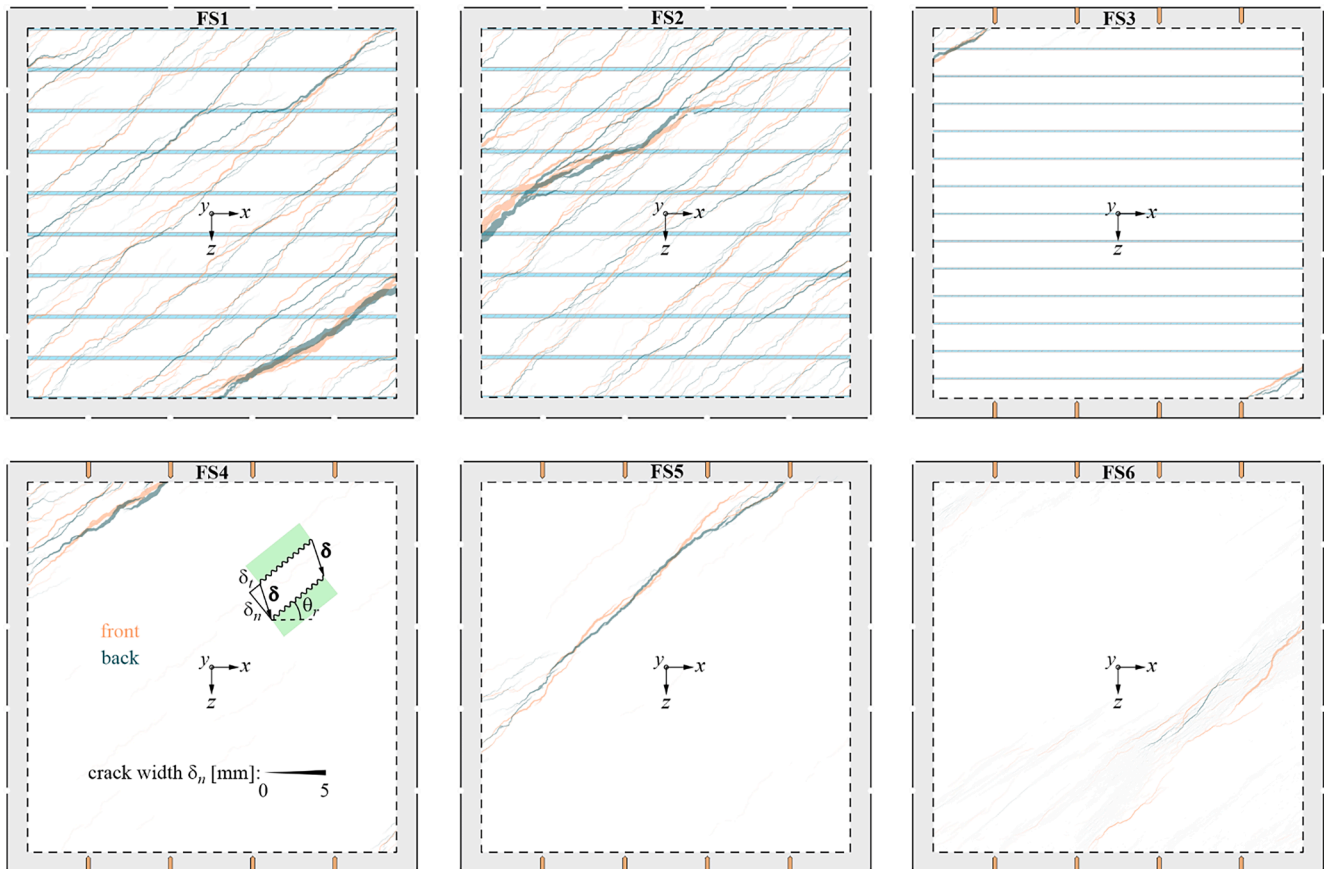 FS1
y
x
z
FS2
y
x
z
FS3
y
x
z
FS4
δ
δt
δ
δn
θr
front
back
y
x
z
crack width δn [mm]:
0 5
FS5
y
x
z
FS6
y
x
z